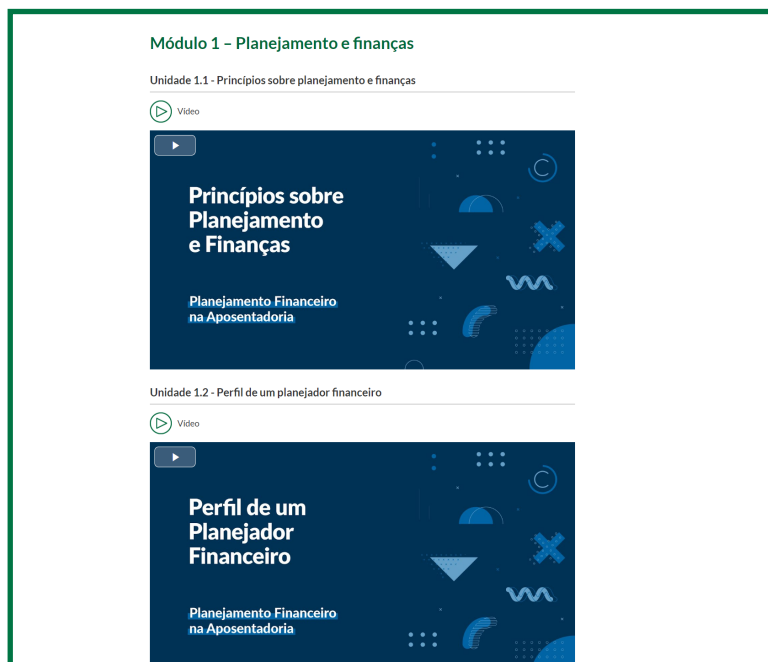 Módulo 1 – Planejamento e finanças
Unidade 1.1 - Princípios sobre planejamento e finanças
Vídeo
Princípios sobre
Planejamento
e Finanças
Planejamento Financeiro
na Aposentadoria
Unidade 1.2 - Perfil de um planejador financeiro
Vídeo
Perfil de um
Planejador
Financeiro
Planejamento Financeiro
na Aposentadoria